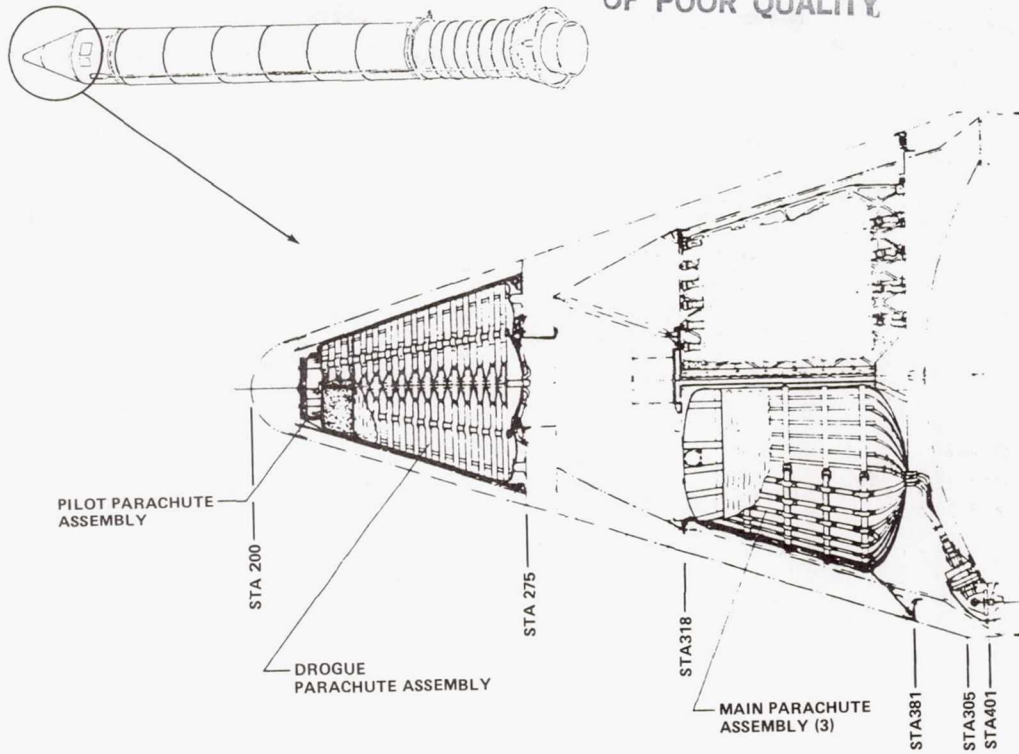 OF POOR QUALITY
PILOT PARACHUTE
ASSEMBLY
STA 200
STA 275
DROGUE
PARACHUTE ASSEMBLY
STA318
MAIN PARACHUTE
ASSEMBLY (3)
STA381
STA305
STA401